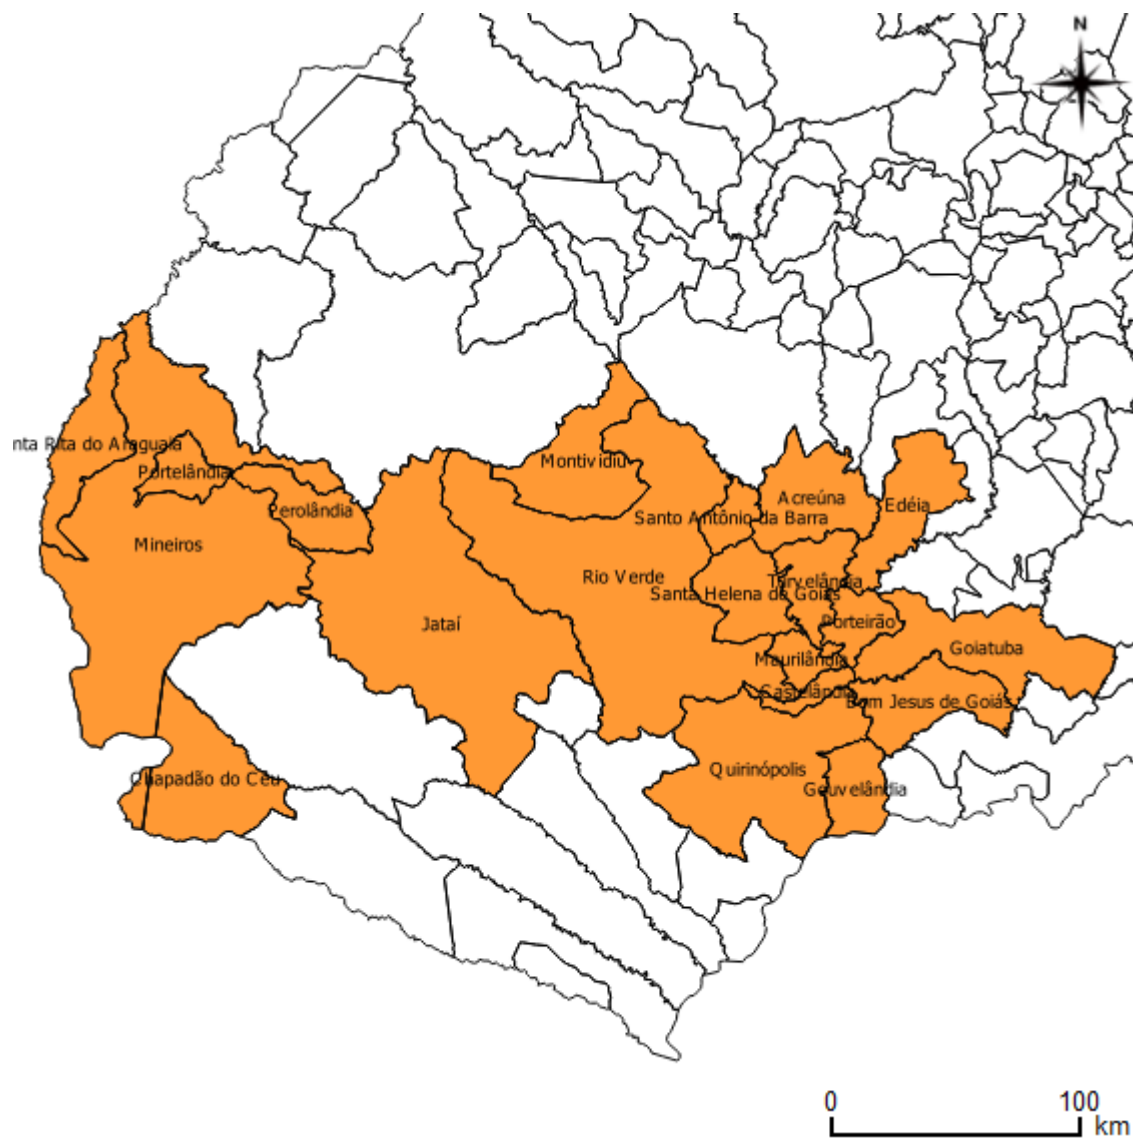 N
nta Rita do Araguaia
Portelândia
Montividiu
Acreúna
Edéia
Perolândia
Santo Antônio da Barra
Mineiros
Rio Verde
Turvelândia
Santa Helena de Goiás
Jataí
Porteirão
Goiatuba
Maurilândia
Castelândia
Bom Jesus de Goiás
Quirinópolis
Chapadão do Céu
Gouvelândia
0 100
km